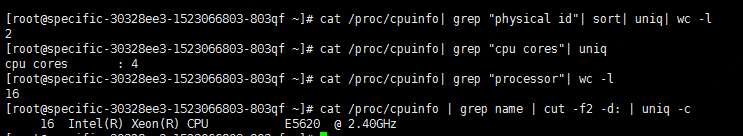 [root@specific-30328ee3-1523066803-803qf ~]# cat /proc/cpuinfo| grep "physical id"| sort| uniq| wc -l
2
[root@specific-30328ee3-1523066803-803qf ~]# cat /proc/cpuinfo| grep "cpu cores"| uniq
cpu cores       : 4
[root@specific-30328ee3-1523066803-803qf ~]# cat /proc/cpuinfo| grep "processor"| wc -l
16
[root@specific-30328ee3-1523066803-803qf ~]# cat /proc/cpuinfo | grep name | cut -f2 -d: | uniq -c
     16  Intel(R) Xeon(R) CPU           E5620  @ 2.40GHz